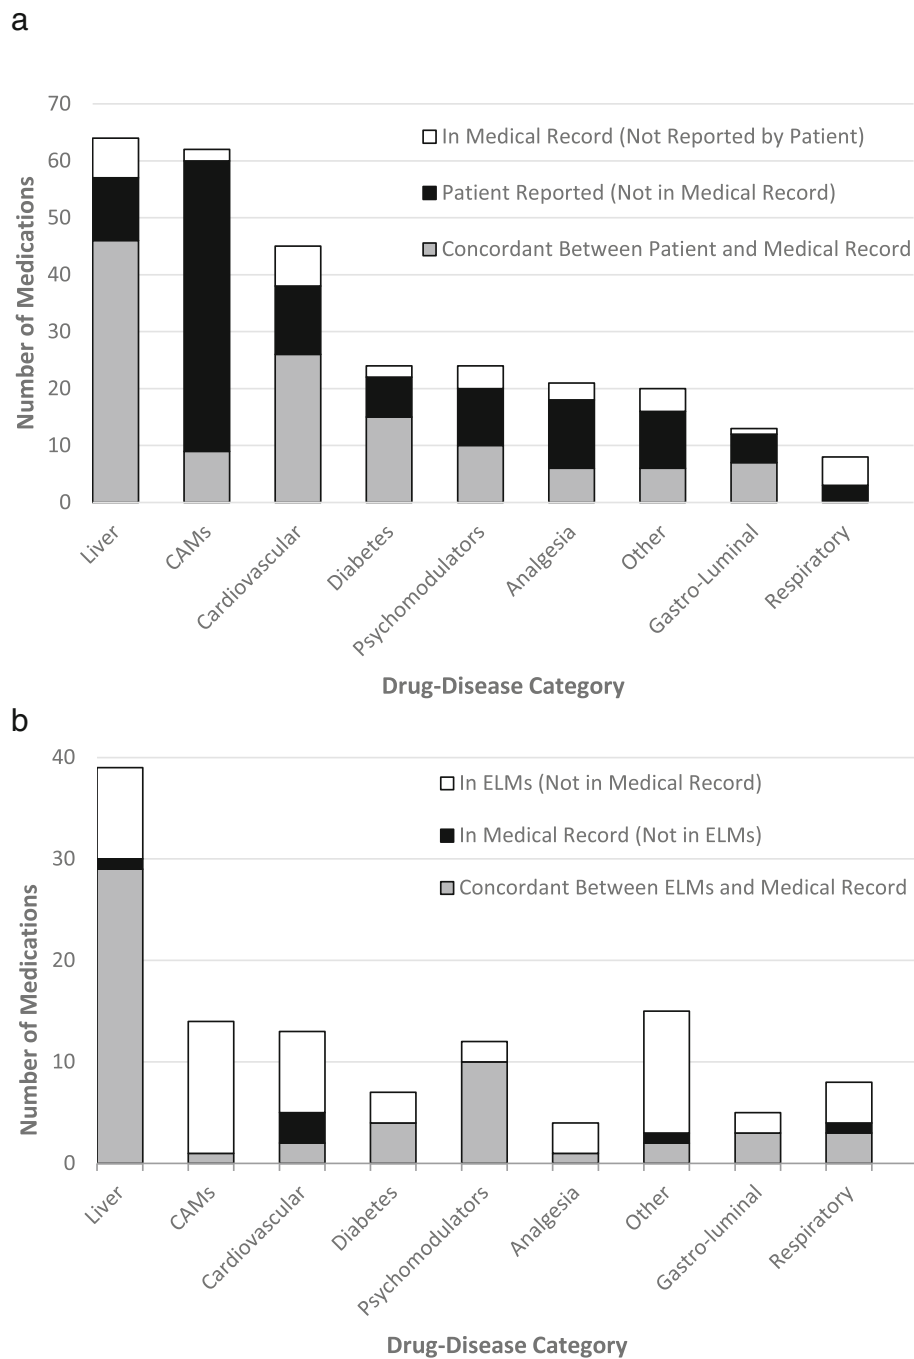 a
70
60
50
40
30
20
10
0
Number of Medications
In Medical Record (Not Reported by Patient)
Patient Reported (Not in Medical Record)
Concordant Between Patient and Medical Record
Liver
CAMs
Cardiovascular
Diabetes
Psychomodulators
Analgesia
Other
Gastro-Luminal
Respiratory
Drug-Disease Category
b
40
30
20
10
0
Number of Medications
In ELMs (Not in Medical Record)
In Medical Record (Not in ELMs)
Concordant Between ELMs and Medical Record
Liver
CAMs
Cardiovascular
Diabetes
Psychomodulators
Analgesia
Other
Gastro-luminal
Respiratory
Drug-Disease Category